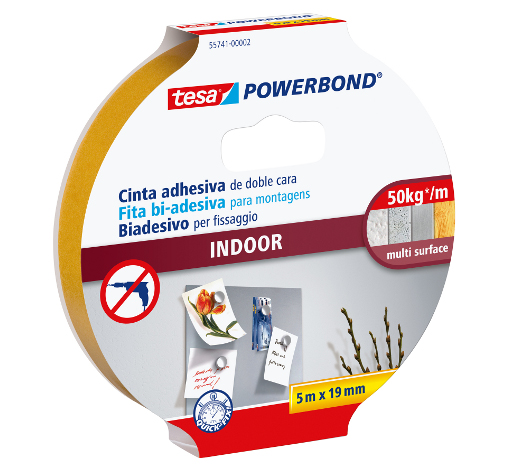 55741-00002
tesa POWERBOND®
Cinta adhesiva de doble cara
Fita bi-adesiva para montagens
Biadesivo per fissaggio
50kg*/m
INDOOR
multi surface
5 m x 19 mm
QUICK-FIX!